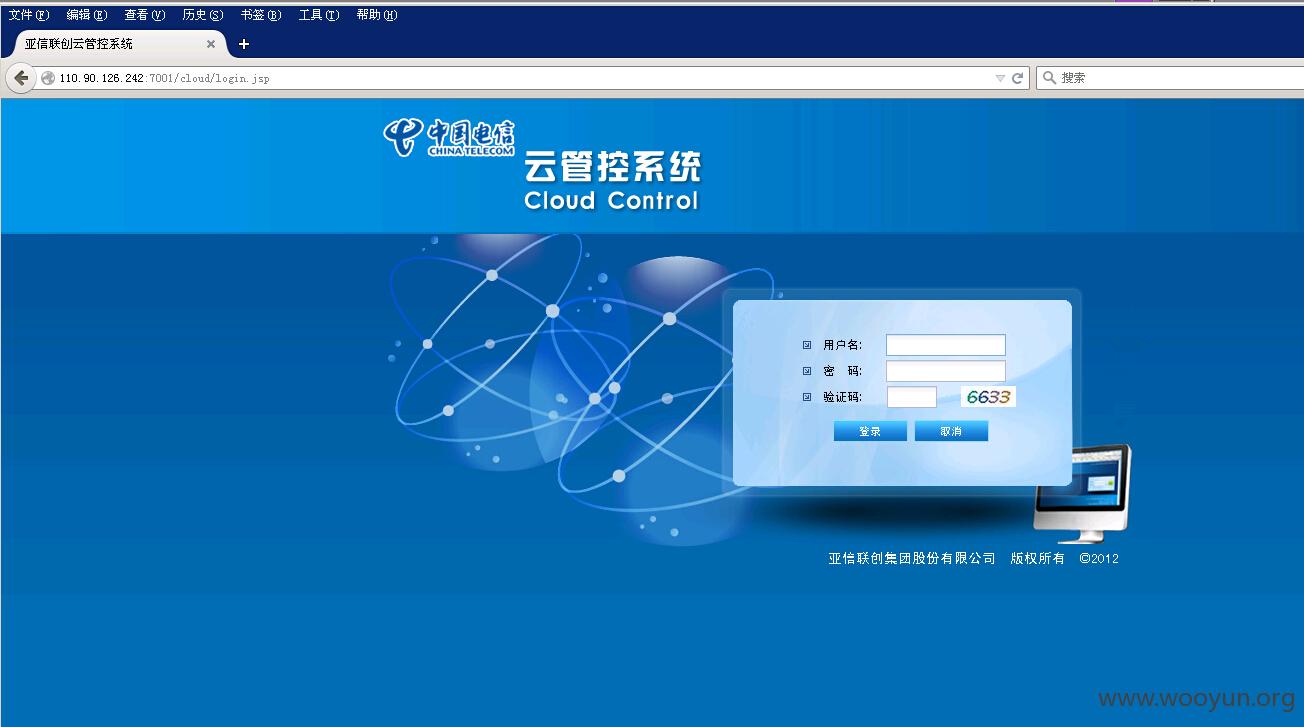 文件(F) 编辑(E) 查看(V) 历史(S) 书签(B) 工具(T) 帮助(H)
亚信联创云管控系统
110.90.126.242:7001/cloud/login.jsp
搜索
中国电信
CHINA TELECOM
云管控系统
Cloud Control
用户名:
密 码:
验证码: 6633
登录 取消
亚信联创集团股份有限公司 版权所有 ©2012
www.wooyun.org